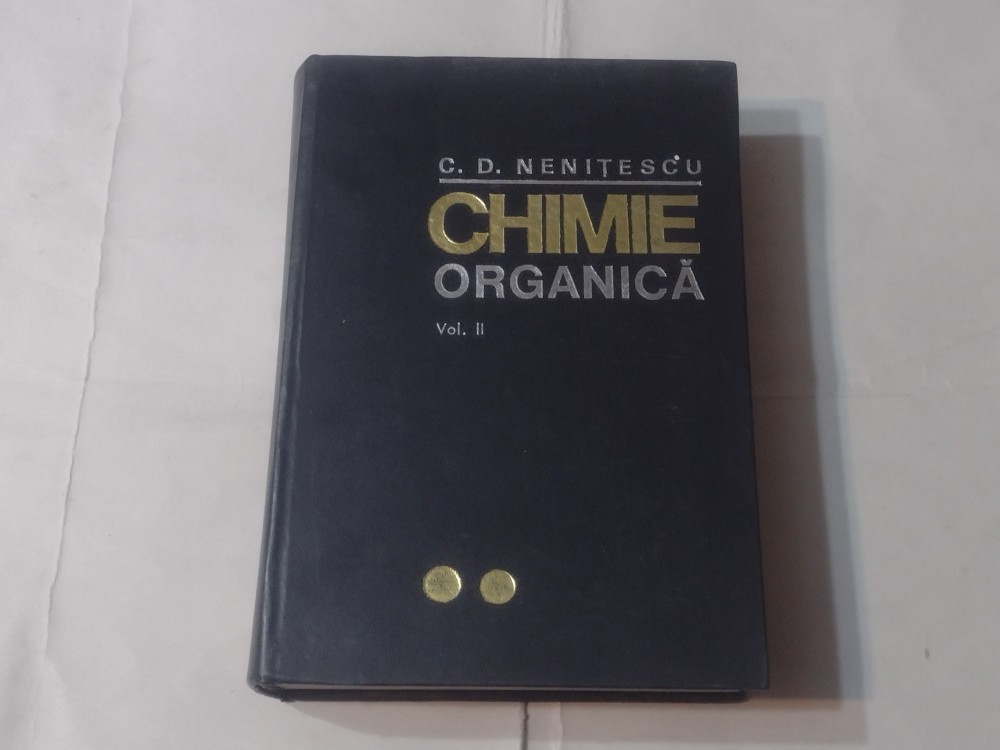 C. D. NENIȚESCU
CHIMIE
ORGANICĂ
Vol. II